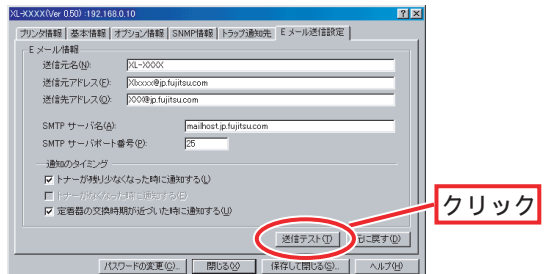 XL-XXXX(Ver 0.50) :192.168.0.10
プリンタ情報 基本情報 オプション情報 SNMP情報 トラップ通知先 Eメール送信設定
Eメール情報
送信元名(N): XL-XXXX
送信元アドレス(F): Xlxxxx@jp.fujitsu.com
送信先アドレス(O): XXXX@jp.fujitsu.com
SMTP サーバ名(A): mailhost.jp.fujitsu.com
SMTP サーバポート番号(P): 25
通知のタイミング
トナーが残り少なくなった時に通知する(L)
トナーがなくなった時に通知する(E)
定着器の交換時期が近づいた時に通知する(U)
クリック
送信テスト(T) 元に戻す(D)
パスワードの変更(C)... 閉じる(X) 保存して閉じる(S)... ヘルプ(H)